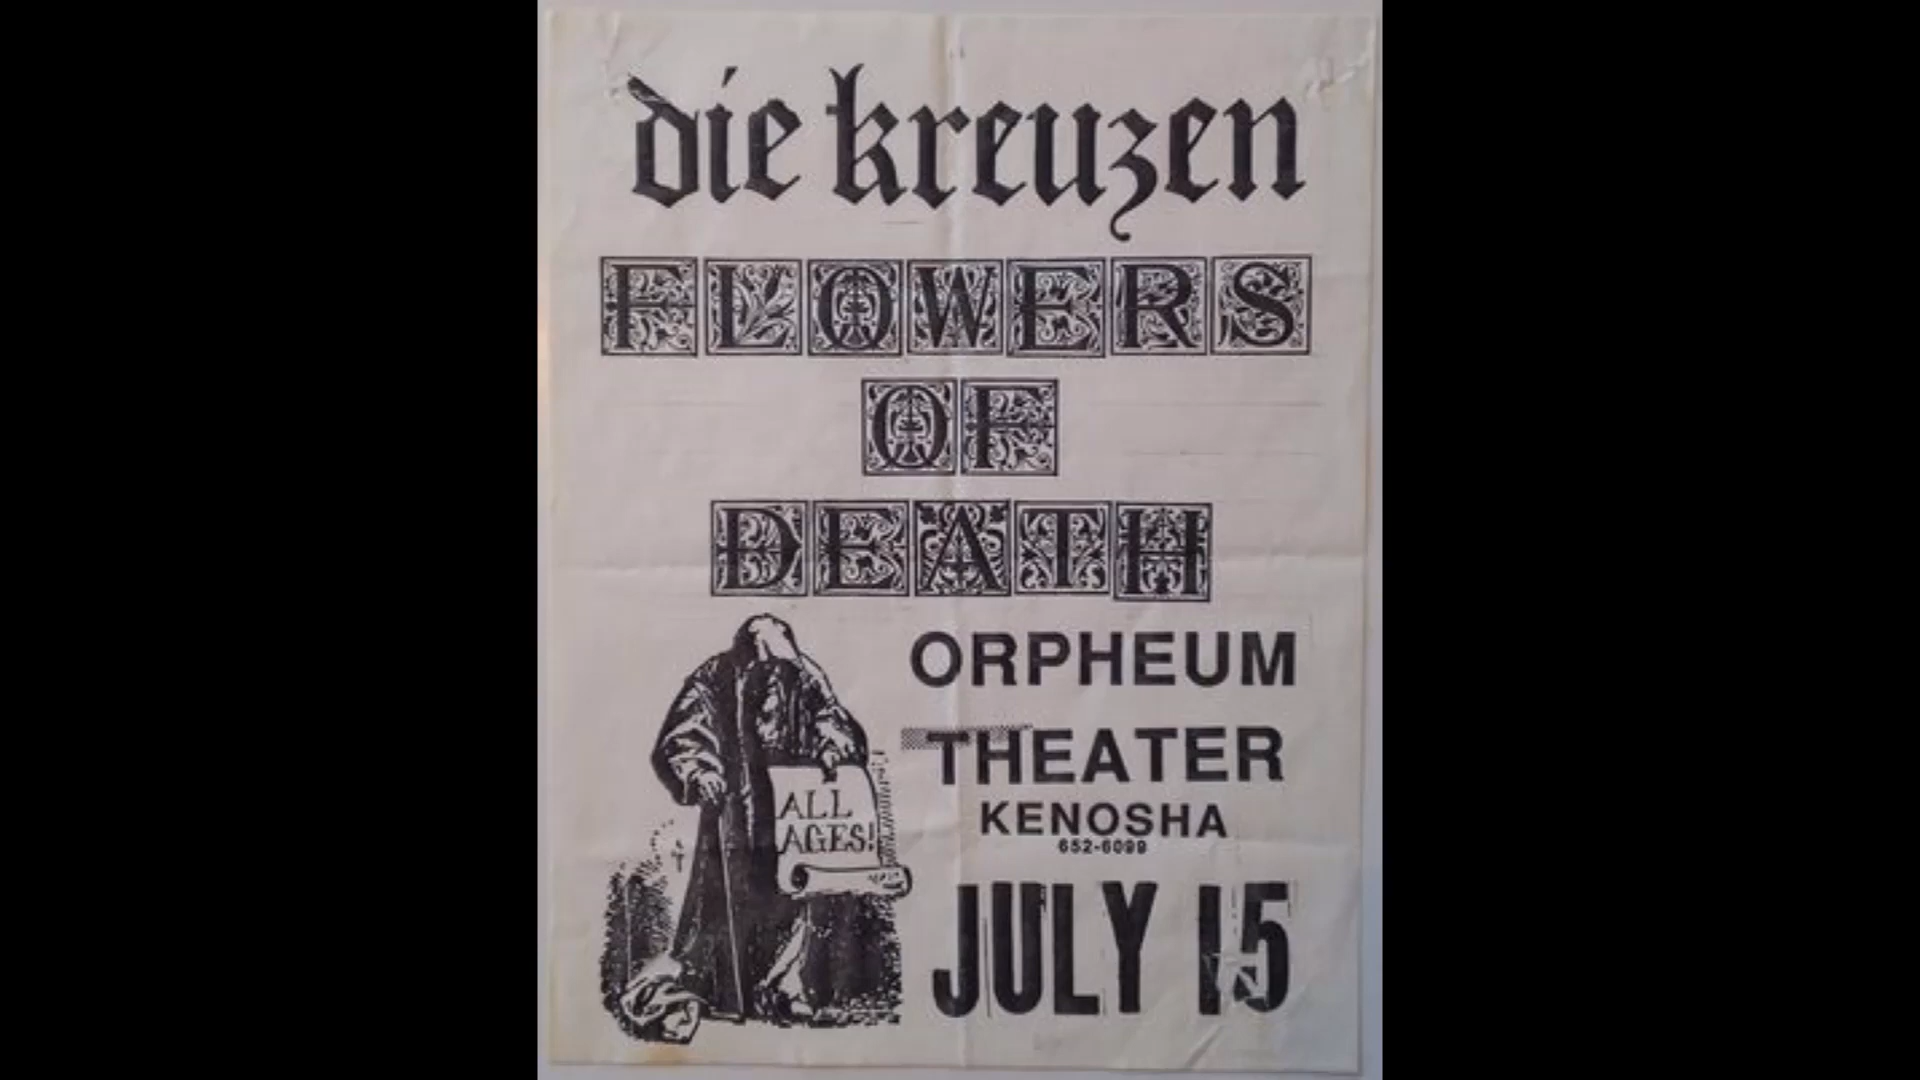 die kreuzen
FLOWERS
OF
DEATH
ORPHEUM
THEATER
KENOSHA
652-6099
ALL
AGES!
JULY 15